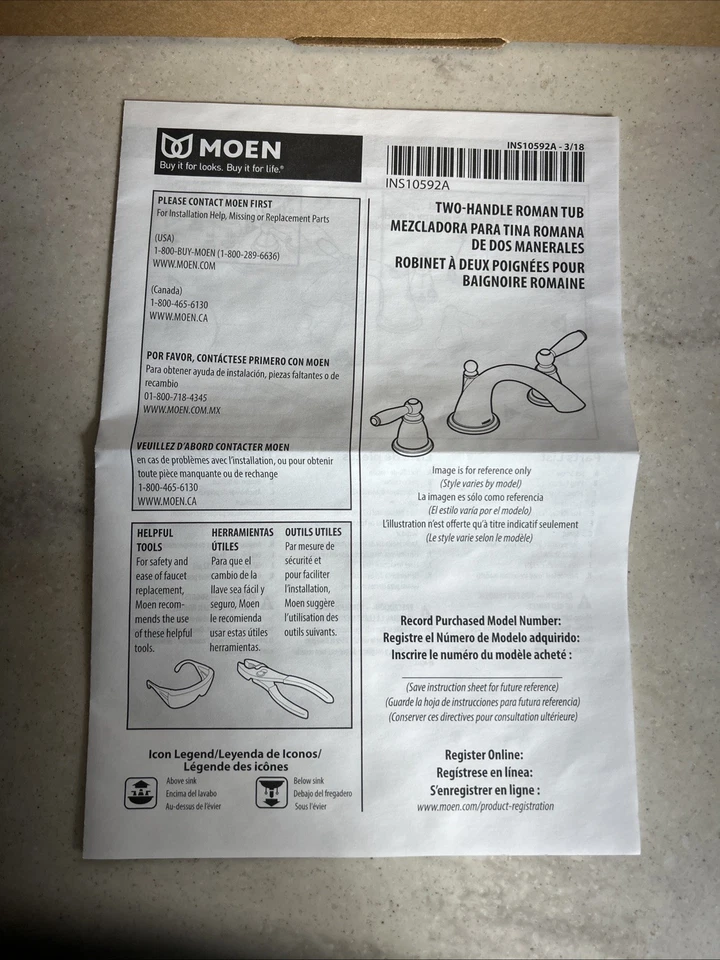 MOEN
Buy it for looks. Buy it for life.®
PLEASE CONTACT MOEN FIRST
For Installation Help, Missing or Replacement Parts
(USA)
1-800-BUY-MOEN (1-800-289-6636)
WWW.MOEN.COM
(Canada)
1-800-465-6130
WWW.MOEN.CA
POR FAVOR, CONTÁCTESE PRIMERO CON MOEN
Para obtener ayuda de instalación, piezas faltantes o de
recambio
01-800-718-4345
WWW.MOEN.COM.MX
VEUILLEZ D'ABORD CONTACTER MOEN
en cas de problèmes avec l'installation, ou pour obtenir
toute pièce manquante ou de rechange
1-800-465-6130
WWW.MOEN.CA
HELPFUL
TOOLS
For safety and
ease of faucet
replacement,
Moen recom-
mends the use
of these helpful
tools.
HERRAMIENTAS
ÚTILES
Para que el
cambio de la
llave sea fácil y
seguro, Moen
le recomienda
usar estas útiles
herramientas.
OUTILS UTILES
Par mesure de
sécurité et
pour faciliter
l'installation,
Moen suggère
l'utilisation des
outils suivants.
Icon Legend/Leyenda de Iconos/
Légende des icônes
Above sink
Encima del lavabo
Au-dessus de l'évier
Below sink
Debajo del fregadero
Sous l'évier
INS10592A - 3/18
INS10592A
TWO-HANDLE ROMAN TUB
MEZCLADORA PARA TINA ROMANA
DE DOS MANERALES
ROBINET À DEUX POIGNÉES POUR
BAIGNOIRE ROMAINE
Image is for reference only
(Style varies by model)
La imagen es sólo como referencia
(El estilo varía por el modelo)
L'illustration n'est offerte qu'à titre indicatif seulement
(Le style varie selon le modèle)
Record Purchased Model Number:
Registre el Número de Modelo adquirido:
Inscrire le numéro du modèle acheté :
(Save instruction sheet for future reference)
(Guarde la hoja de instrucciones para futura referencia)
(Conserver ces directives pour consultation ultérieure)
Register Online:
Regístrese en línea:
S'enregistrer en ligne :
www.moen.com/product-registration